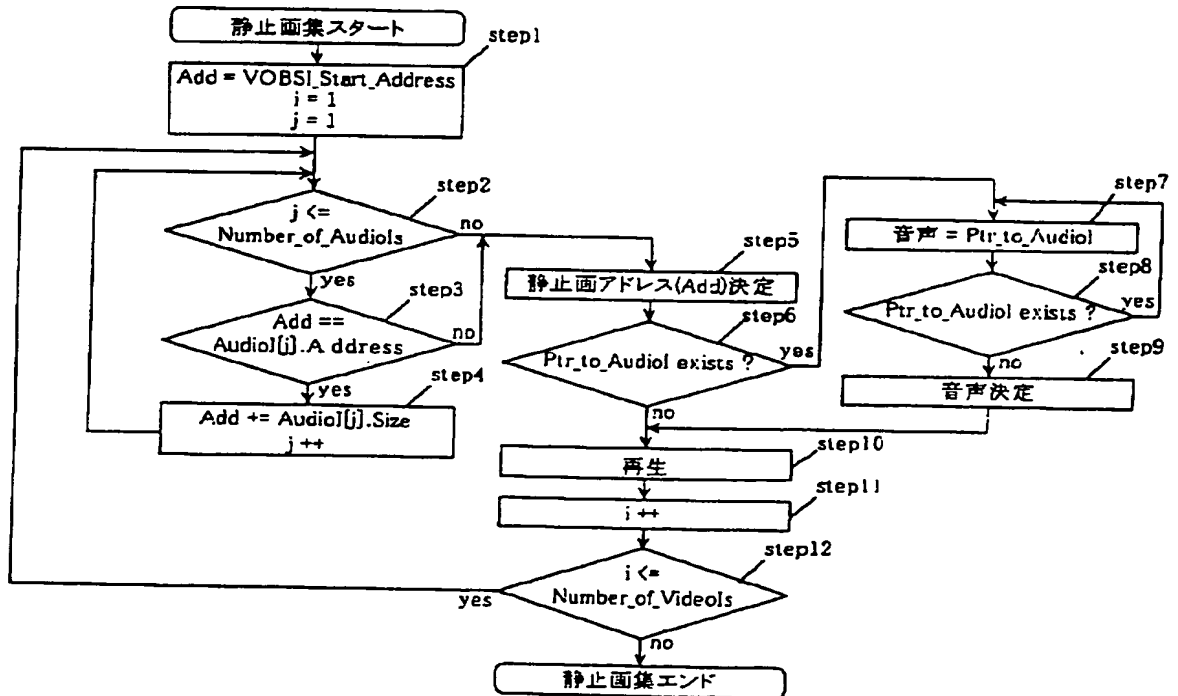 静止画集スタート
step1
Add = VOBSI_Start_Address
i = 1
j = 1
step2
j <=
Number_of_AudioIs
no
yes
step3
Add ==
AudioI[j].Address
no
yes
step4
Add += AudioI[j].Size
j ++
step5
静止画アドレス(Add)決定
step6
Ptr_to_AudioI exists ?
yes
no
step7
音声 = Ptr_to_AudioI
step8
Ptr_to_AudioI exists ?
yes
no
step9
音声決定
step10
再生
step11
i ++
step12
i <=
Number_of_VideoIs
yes
no
静止画集エンド